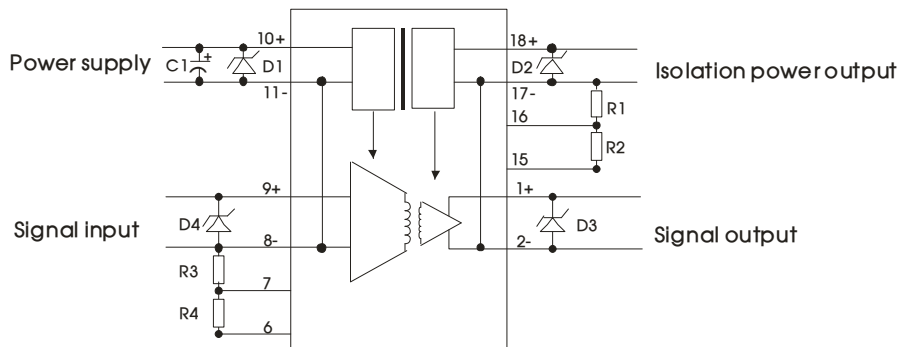 10+
18+
Power supply
C1
+
D1
D2
Isolation power output
11-
17-
R1
16
R2
15
9+
1+
Signal input
D4
D3
Signal output
8-
2-
R3
7
R4
6